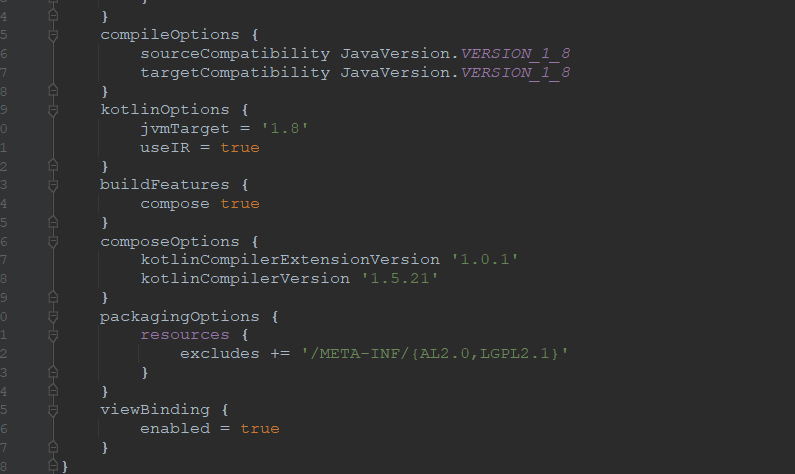 3 }
4 }
5 compileOptions {
6 sourceCompatibility JavaVersion.VERSION_1_8
7 targetCompatibility JavaVersion.VERSION_1_8
8 }
9 kotlinOptions {
0 jvmTarget = '1.8'
1 useIR = true
2 }
3 buildFeatures {
4 compose true
5 }
6 composeOptions {
7 kotlinCompilerExtensionVersion '1.0.1'
8 kotlinCompilerVersion '1.5.21'
9 }
0 packagingOptions {
1 resources {
2 excludes += '/META-INF/{AL2.0,LGPL2.1}'
3 }
4 }
5 viewBinding {
6 enabled = true
7 }
8 }